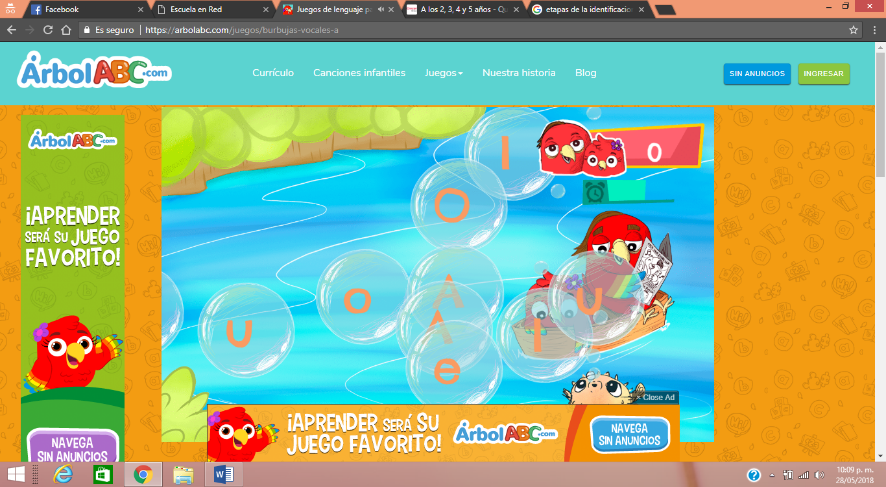 Facebook
Escuela en Red
Juegos de lenguaje pa
A los 2, 3, 4 y 5 años - Qu
etapas de la identificacio
Es seguro
https://arbolabc.com/juegos/burbujas-vocales-a
ÁrbolABC.com
Currículo
Canciones infantiles
Juegos
Nuestra historia
Blog
SIN ANUNCIOS
INGRESAR
ÁrbolABC.com
¡APRENDER
SERÁ SU JUEGO
FAVORITO!
NAVEGA
SIN ANUNCIOS
I
0
O
o
A
A
U
I
U
e
× Close Ad
¡APRENDER SERÁ SU
JUEGO FAVORITO!
ÁrbolABC.com
NAVEGA
SIN ANUNCIOS
10:09 p. m.
28/05/2018